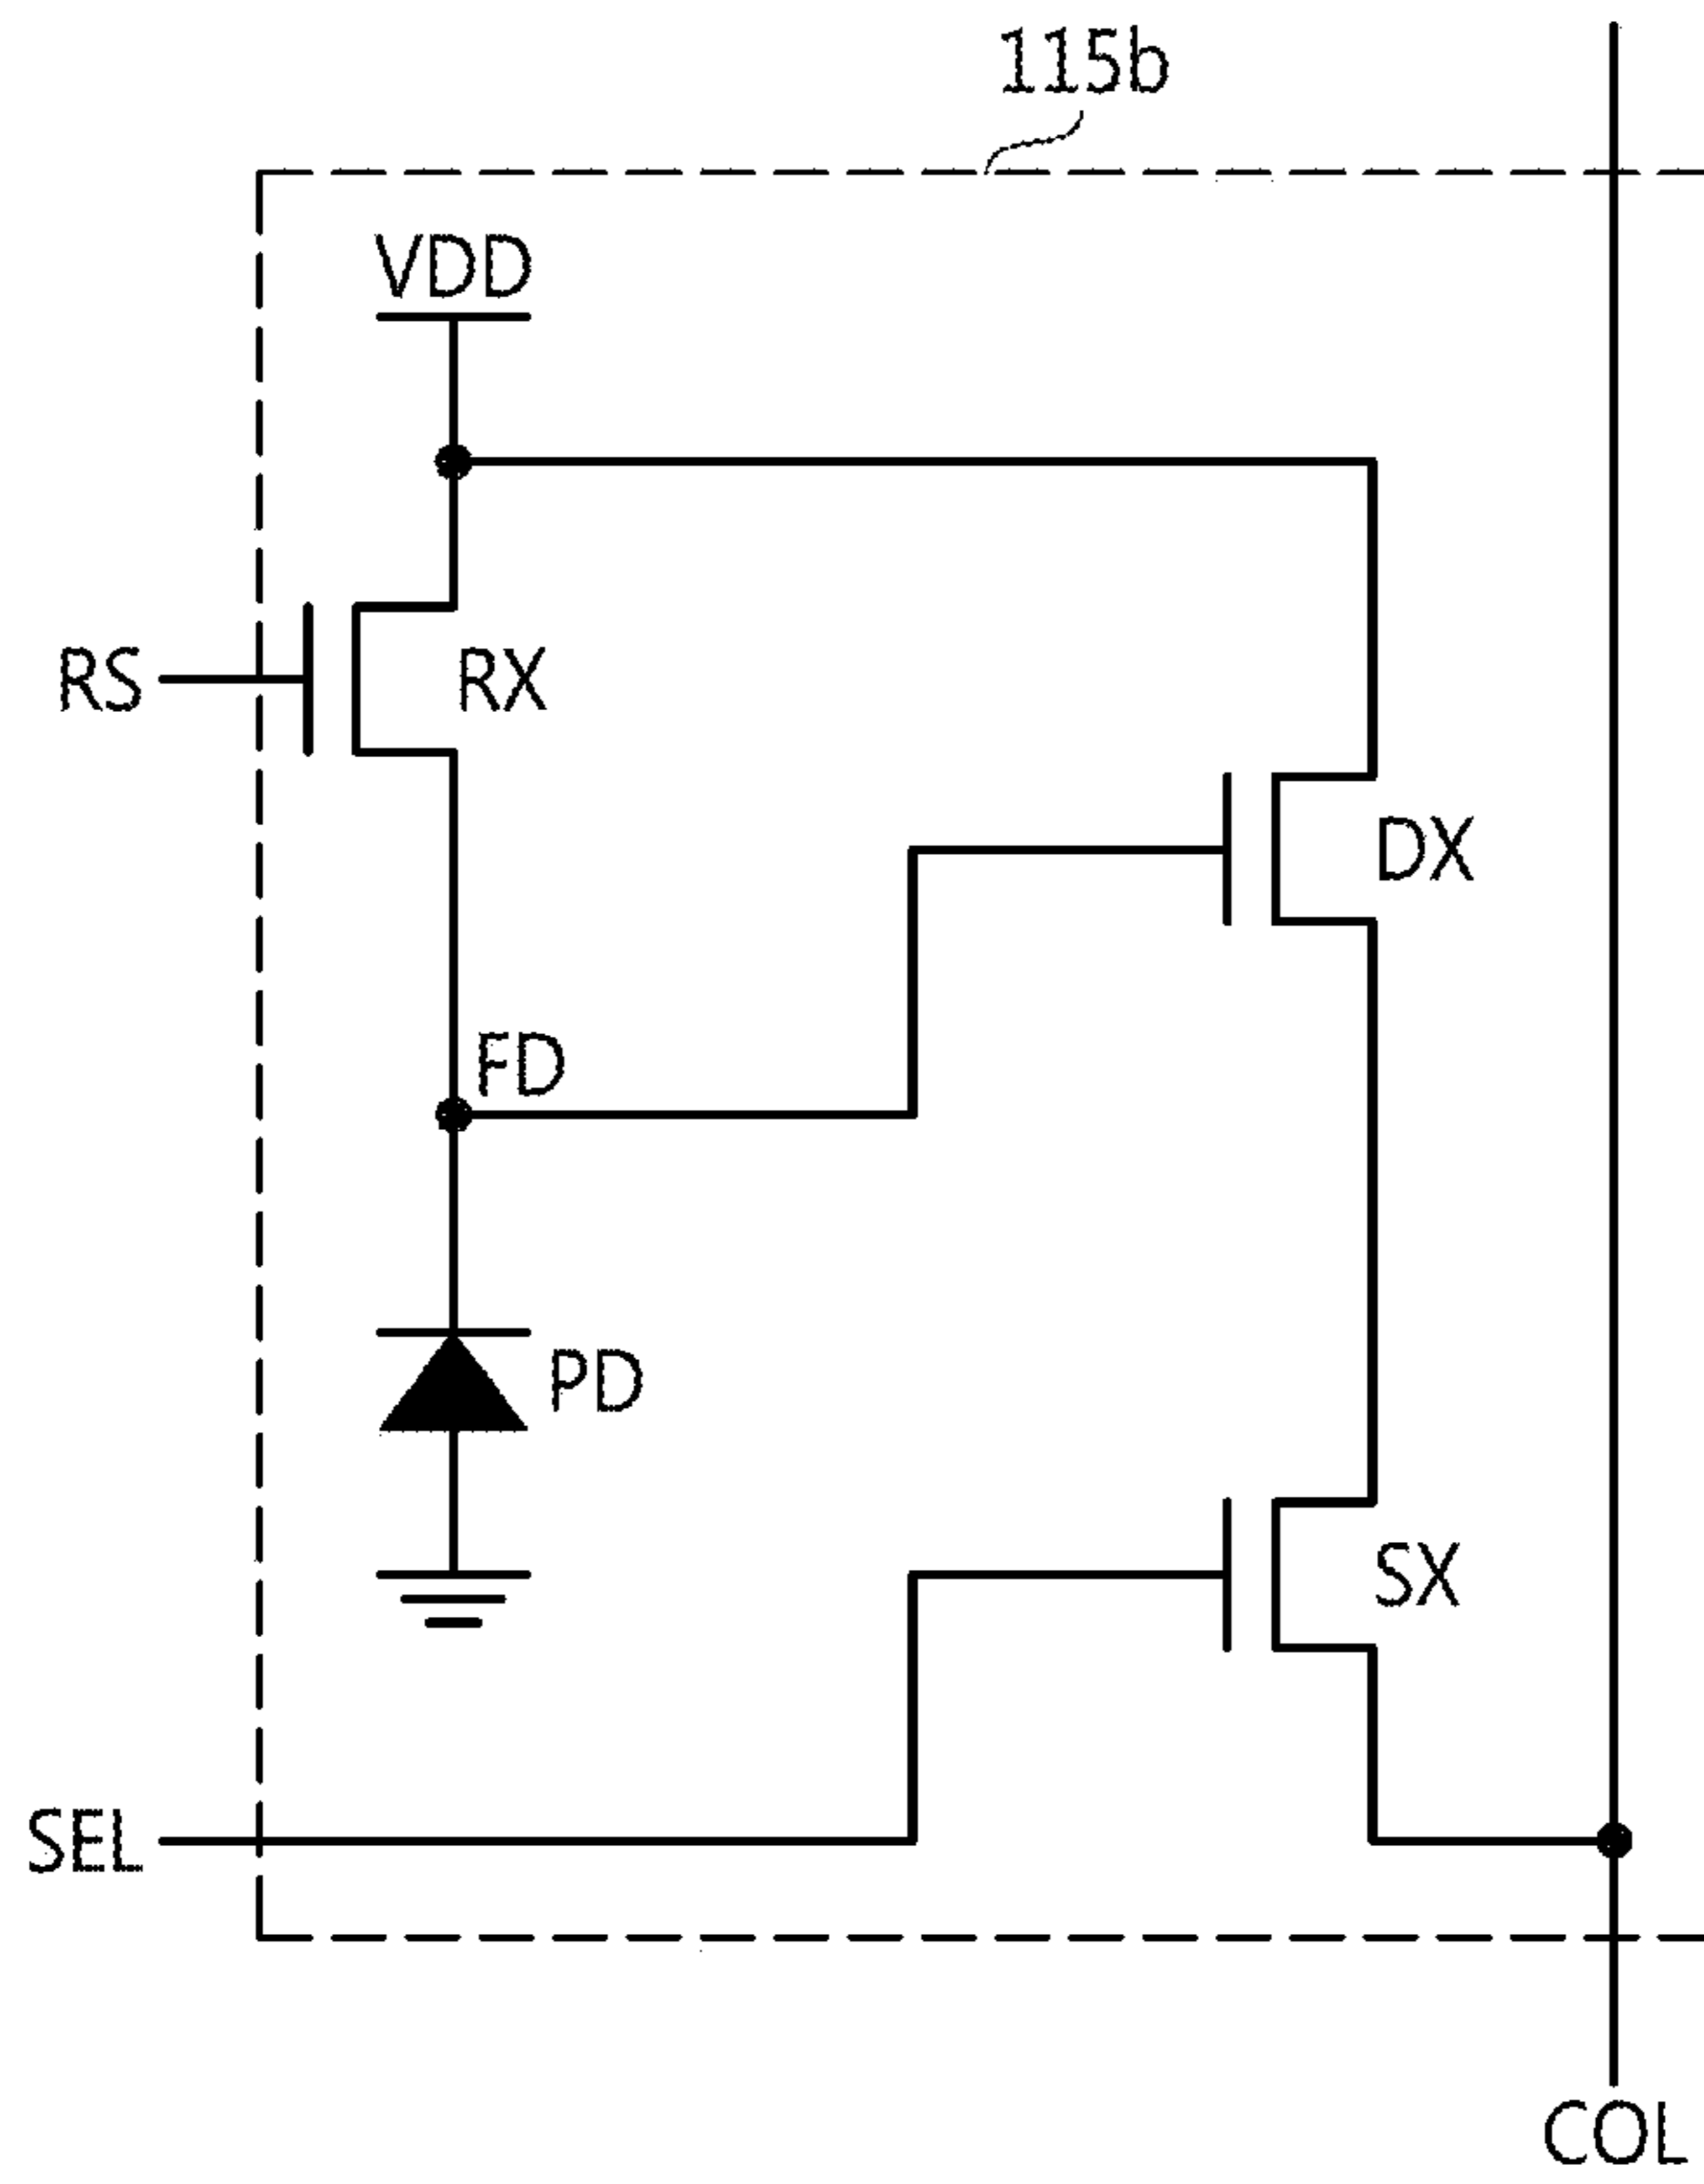 115b
VDD
RS
RX
DX
FD
PD
SX
SEL
COL